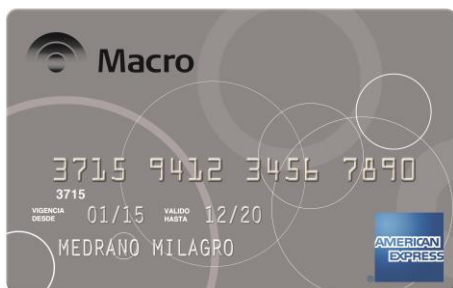 Macro
3715 9412 3456 7890
3715
VIGENCIA DESDE 01/15 VALIDO HASTA 12/20
MEDRANO MILAGRO
AMERICAN
EXPRESS